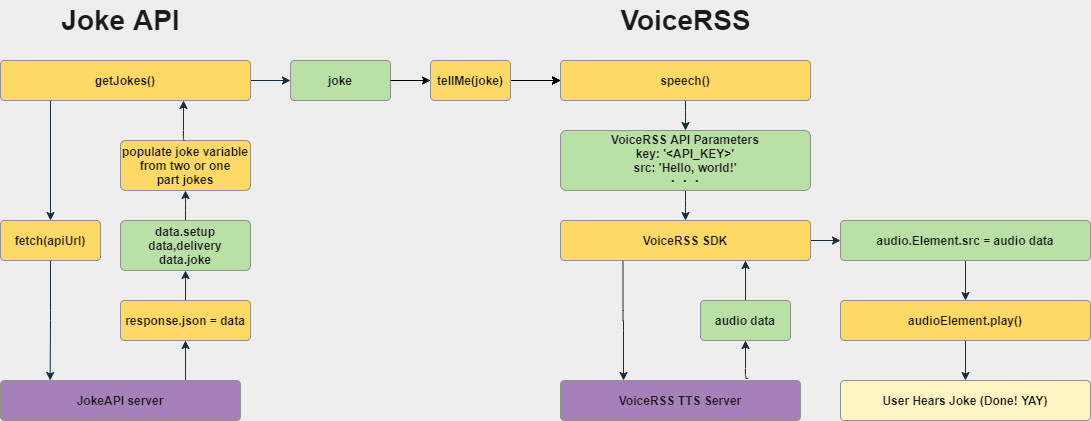 Joke API
VoiceRSS
getJokes()
joke
tellMe(joke)
speech()
populate joke variable
from two or one
part jokes
VoiceRSS API Parameters
key: '<API_KEY>'
src: 'Hello, world!'
. . .
fetch(apiUrl)
data.setup
data,delivery
data.joke
VoiceRSS SDK
audio.Element.src = audio data
response.json = data
audio data
audioElement.play()
JokeAPI server
VoiceRSS TTS Server
User Hears Joke (Done! YAY)